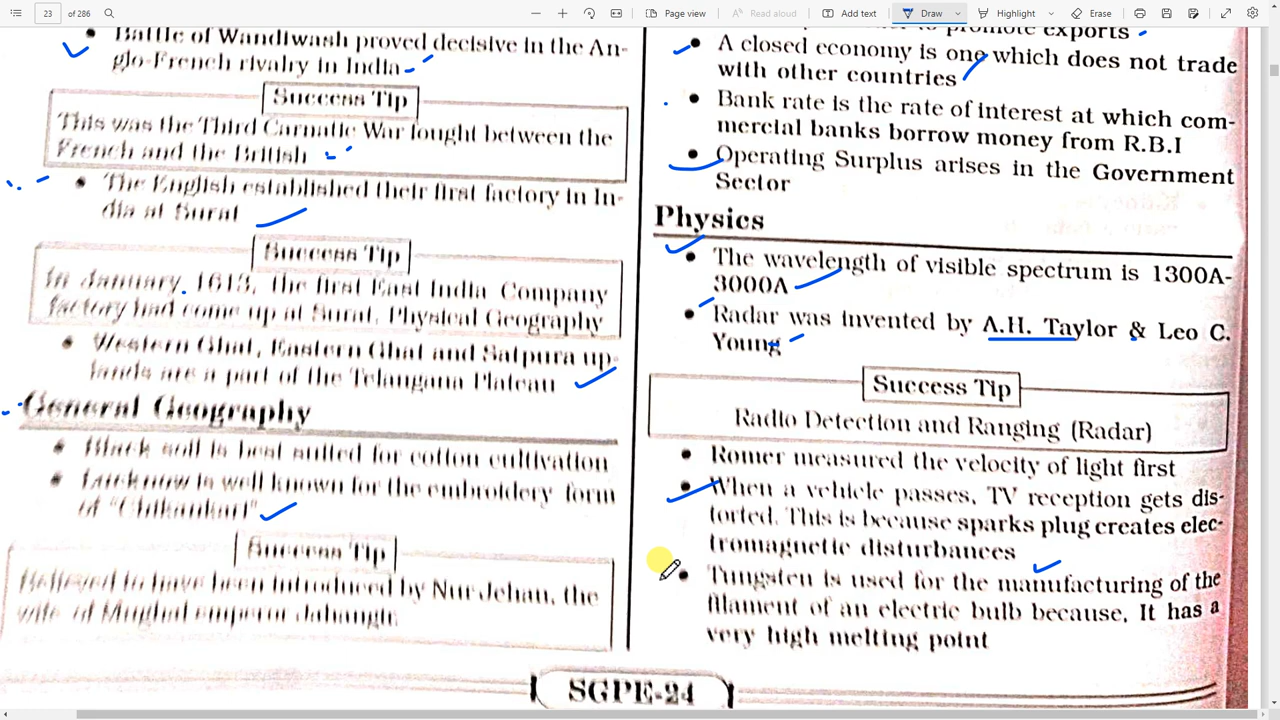 23 of 286 Page view Read aloud Add text Draw Highlight Erase
Battle of Wandiwash proved decisive in the An-
glo-French rivalry in India
Success Tip
This was the Third Carnatic War fought between the
French and the British
The English established their first factory in In-
dia at Surat
Success Tip
In January, 1613, the first East India Company
factory had come up at Surat, Physical Geography
Western Ghat, Eastern Ghat and Satpura up-
lands are a part of the Telangana Plateau
General Geography
Black soil is best suited for cotton cultivation
Lucknow is well known for the embroidery form
of "Chikankari"
Success Tip
Believed to have been introduced by Nur Jehan, the
wife of Mughal emperor Jahangir.
to promote exports
A closed economy is one which does not trade
with other countries
Bank rate is the rate of interest at which com-
mercial banks borrow money from R.B.I
Operating Surplus arises in the Government
Sector
Physics
The wavelength of visible spectrum is 1300A-
3000A
Radar was invented by A.H. Taylor & Leo C.
Young
Success Tip
Radio Detection and Ranging (Radar)
Romer measured the velocity of light first
When a vehicle passes, TV reception gets dis-
torted. This is because sparks plug creates elec-
tromagnetic disturbances
Tungsten is used for the manufacturing of the
filament of an electric bulb because, It has a
very high melting point
SGPE-24